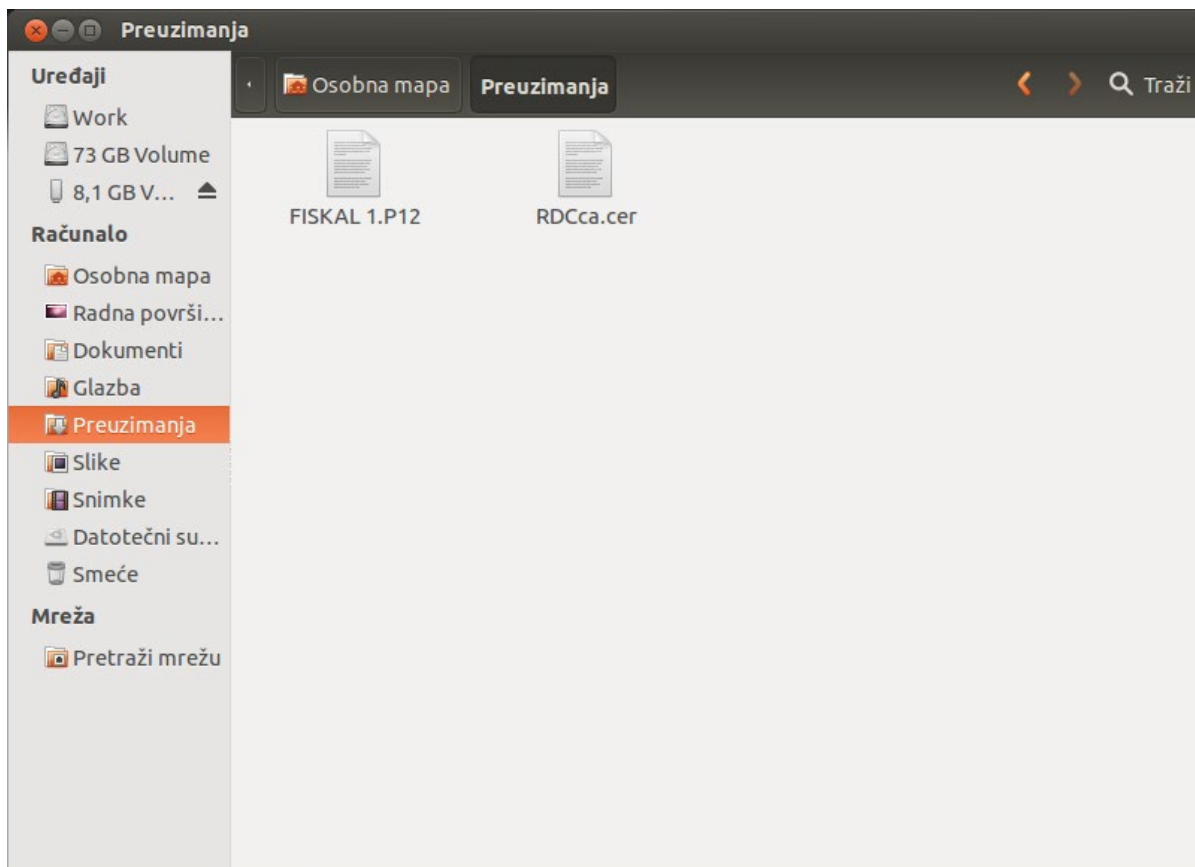 Preuzimanja
Uređaji
Work
73 GB Volume
8,1 GB V...
Računalo
Osobna mapa
Radna površi...
Dokumenti
Glazba
Preuzimanja
Slike
Snimke
Datotečni su...
Smeće
Mreža
Pretraži mrežu
Osobna mapa
Preuzimanja
Traži
FISKAL 1.P12
RDCca.cer